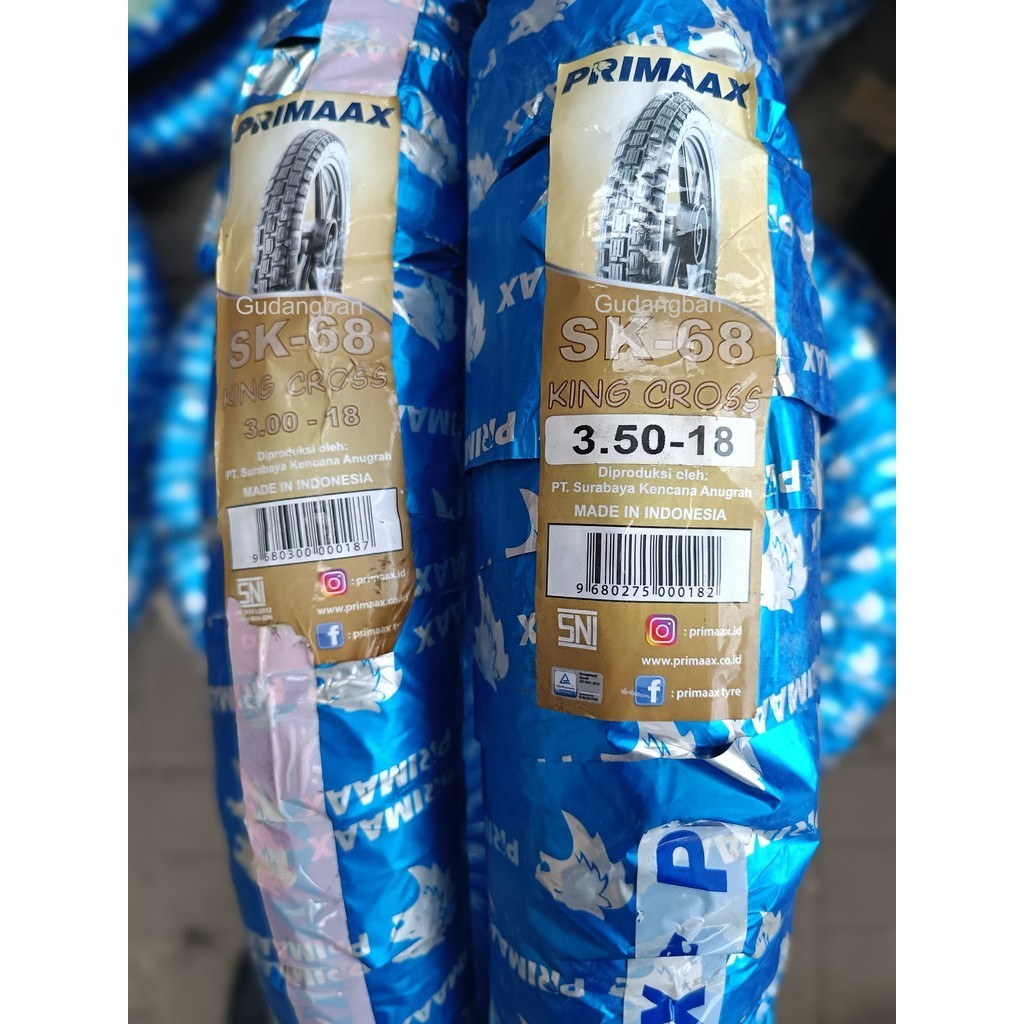 PRIMAAX
Gudangban
SK-68
KING CROSS
3.00 - 18
Diproduksi oleh:
PT. Surabaya Kencana Anugrah
MADE IN INDONESIA
9 680300 000187
SNI
: primaax.id
www.primaax.co.id
: primaax tyre
PRIMAAX
Gudangban
SK-68
KING CROSS
3.50-18
Diproduksi oleh:
PT. Surabaya Kencana Anugrah
MADE IN INDONESIA
9 680275 000182
SNI
: primaax.id
www.primaax.co.id
: primaax tyre
PRIMAAX
PRIMAAX